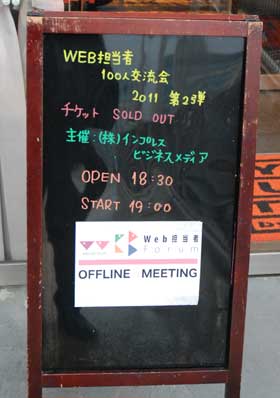 WEB担当者
100人交流会
2011 第2弾
チケット SOLD OUT
主催:(株)インプレス
ビジネスメディア
OPEN 18:30
START 19:00
Web担当者
Forum
OFFLINE MEETING